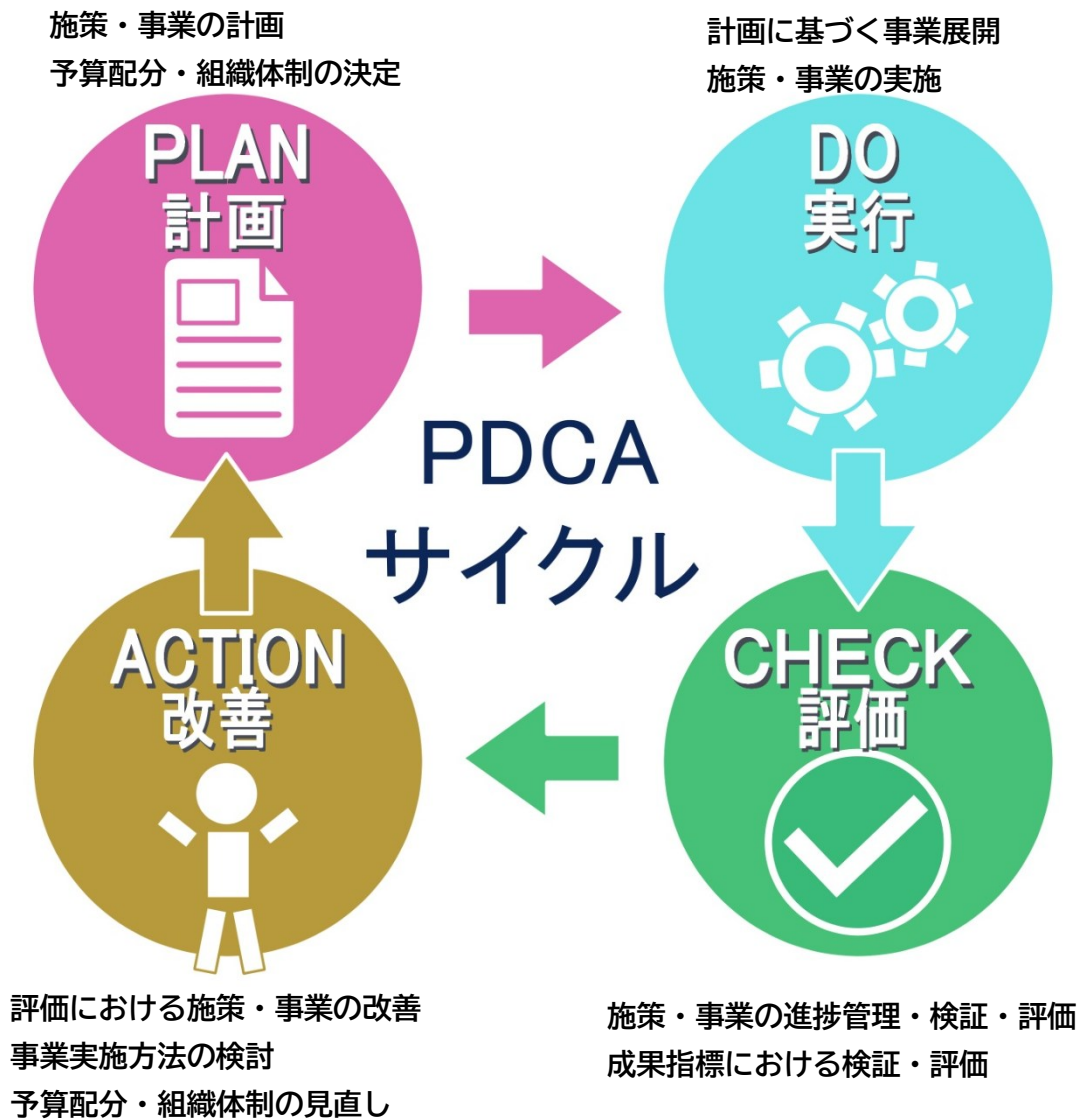 施策・事業の計画
予算配分・組織体制の決定
計画に基づく事業展開
施策・事業の実施
PLAN
計画
DO
実行
PDCA
サイクル
ACTION
改善
CHECK
評価
評価における施策・事業の改善
事業実施方法の検討
予算配分・組織体制の見直し
施策・事業の進捗管理・検証・評価
成果指標における検証・評価